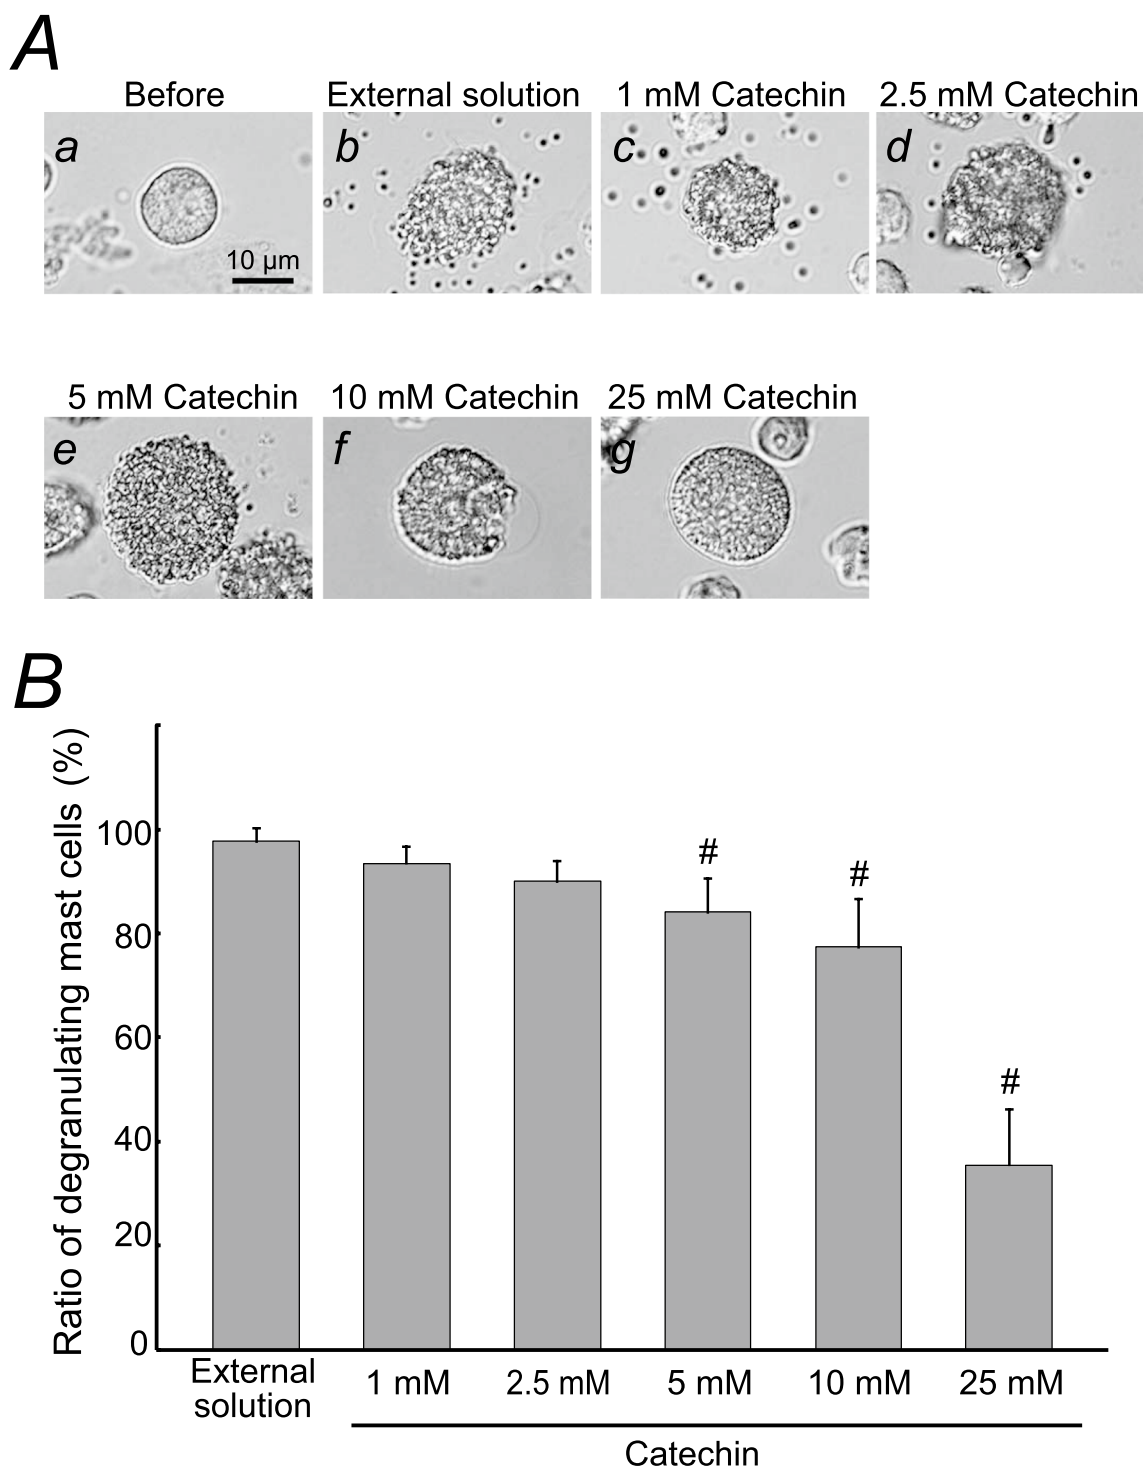 A
Before
External solution
1 mM Catechin
2.5 mM Catechin
a
b
c
d
10 μm
5 mM Catechin
10 mM Catechin
25 mM Catechin
e
f
g
B
Ratio of degranulating mast cells (%)
100
80
60
40
20
0
#
#
#
External
solution
1 mM
2.5 mM
5 mM
10 mM
25 mM
Catechin